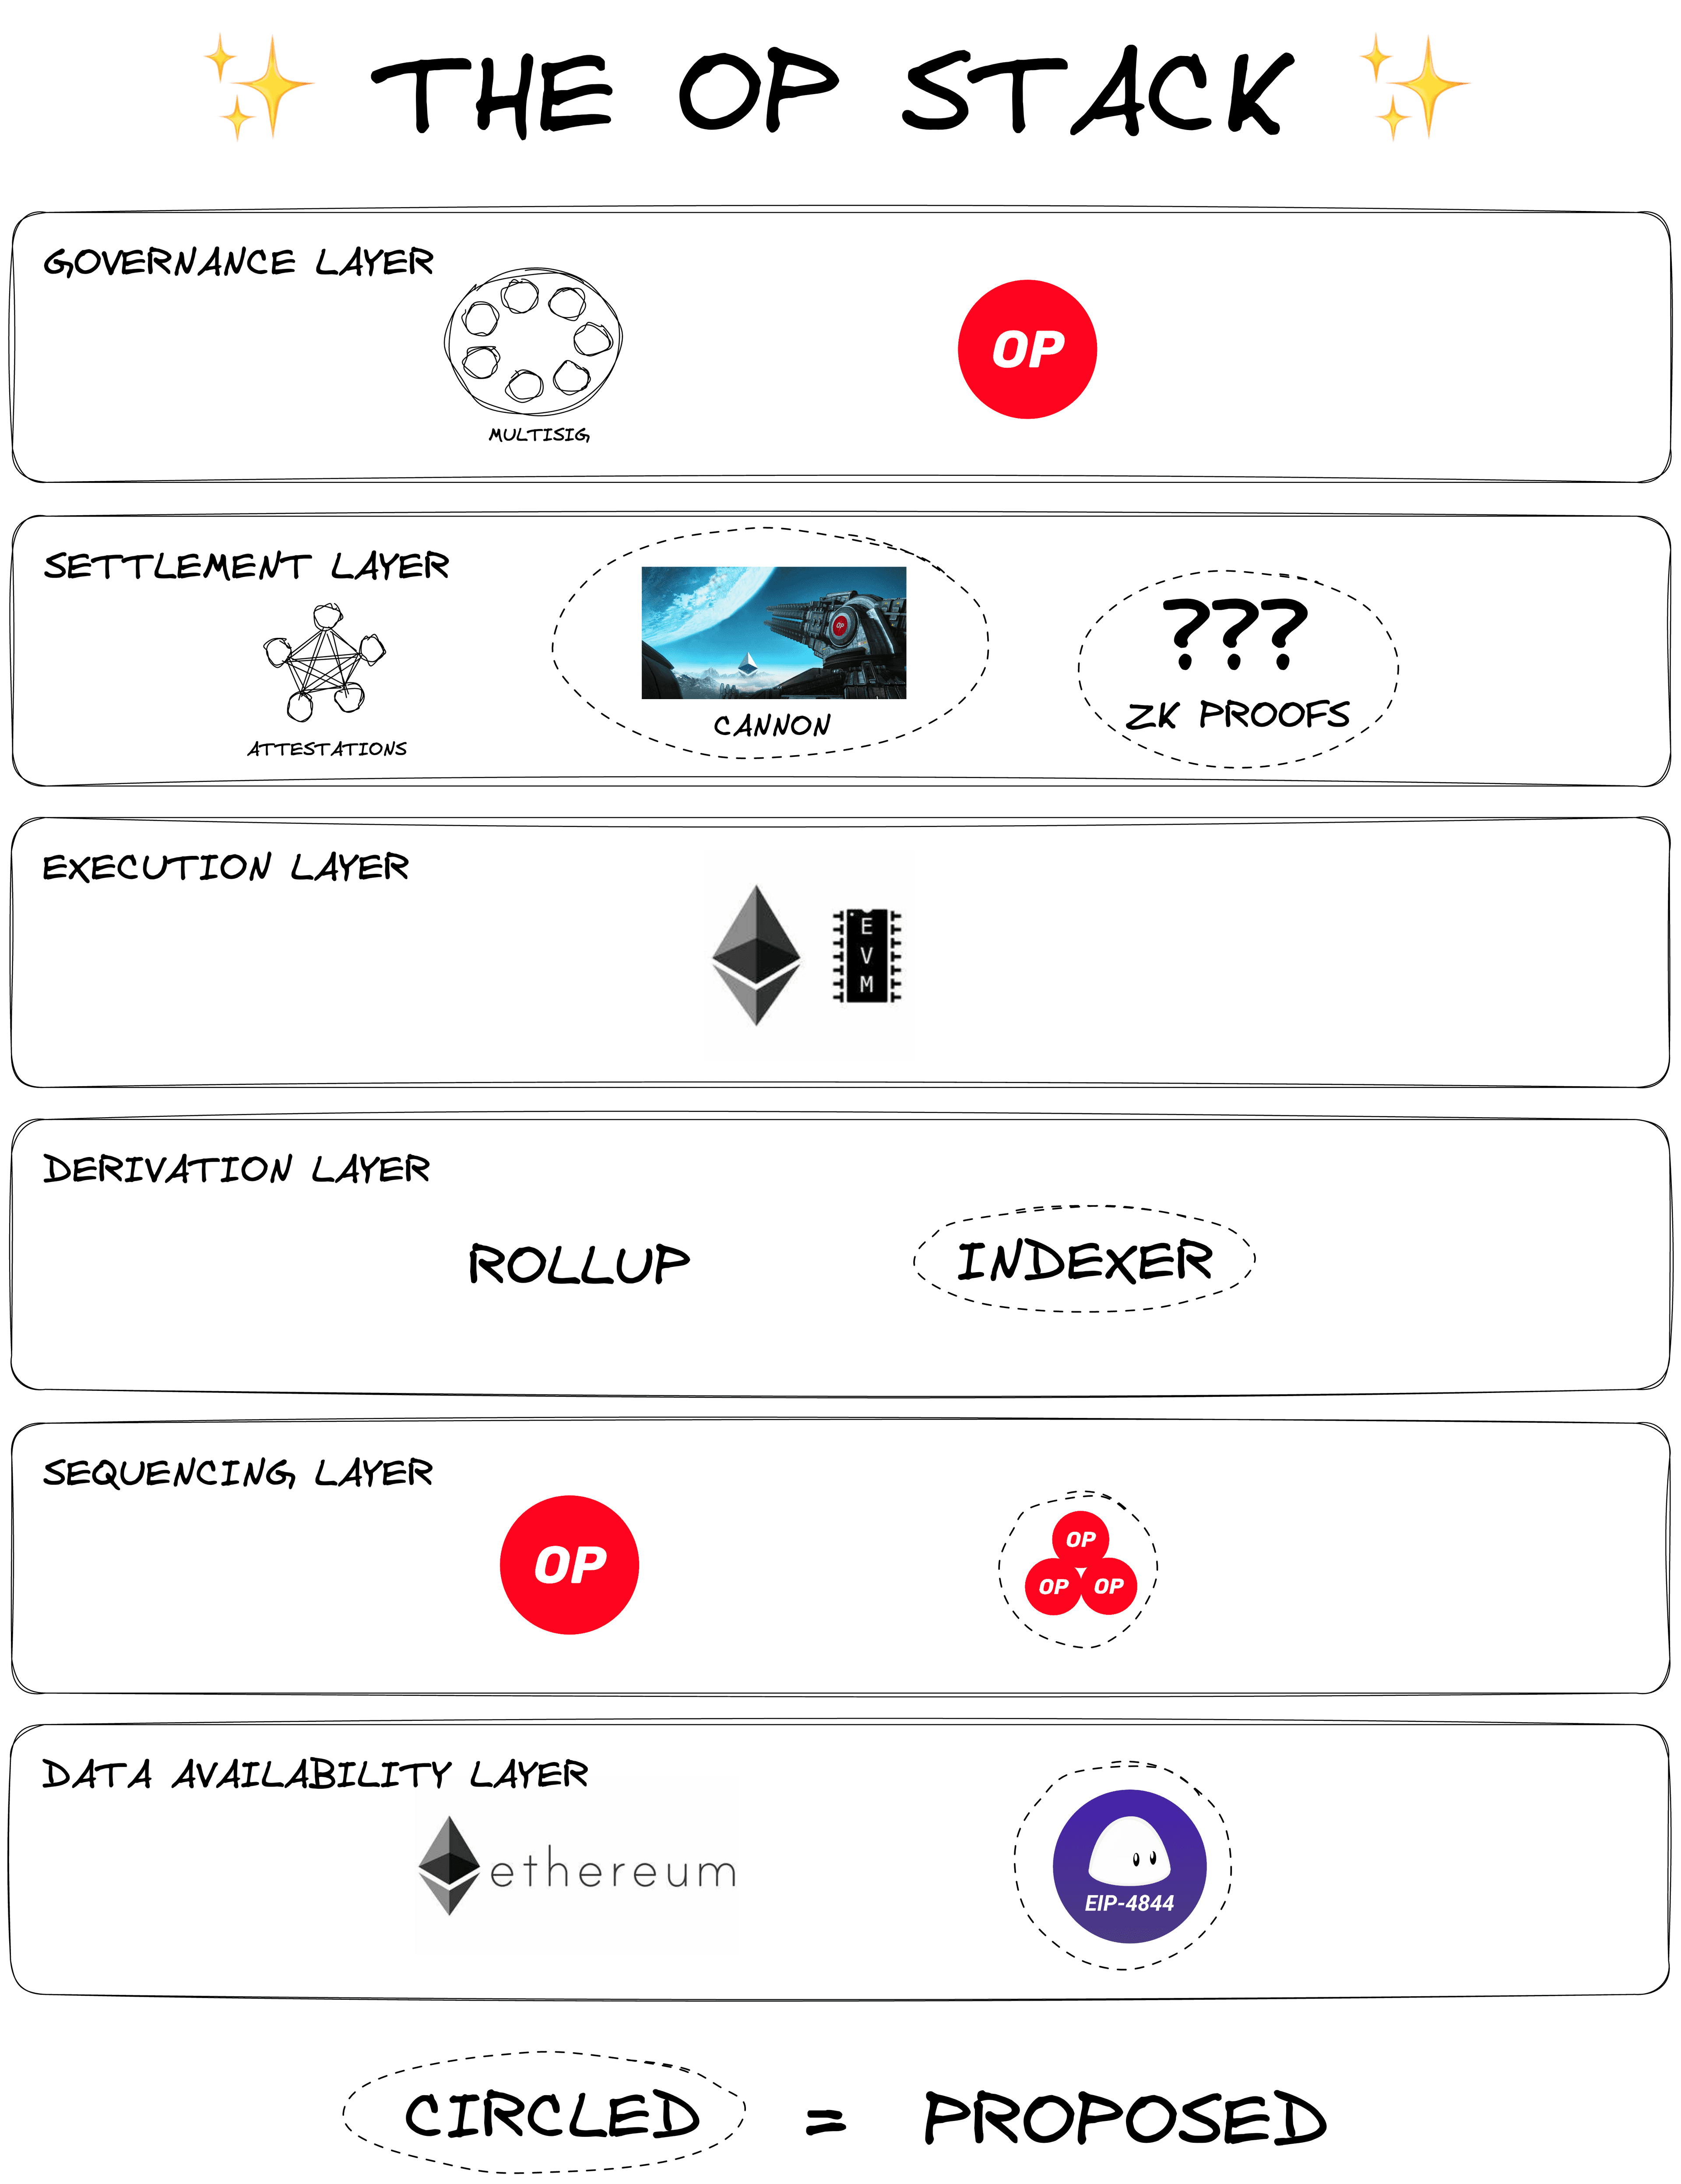 THE OP STACK
GOVERNANCE LAYER
MULTISIG
OP
SETTLEMENT LAYER
ATTESTATIONS
OP
CANNON
???
ZK PROOFS
EXECUTION LAYER
E
V
M
DERIVATION LAYER
ROLLUP
INDEXER
SEQUENCING LAYER
OP
OP
OP
OP
DATA AVAILABILITY LAYER
ethereum
EIP-4844
CIRCLED = PROPOSED